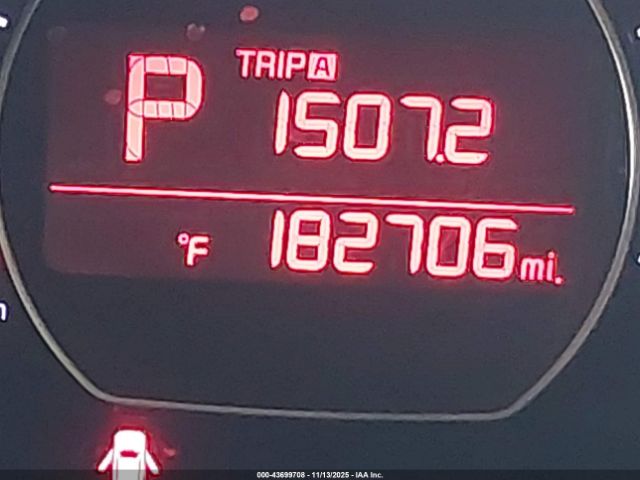 TRIP A
P
1507.2
°F 182706 mi.
000-43699708 - 11/13/2025 - IAA Inc.